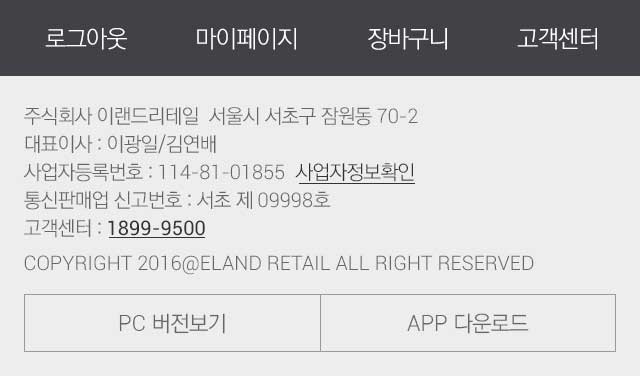 로그아웃 마이페이지 장바구니 고객센터
주식회사 이랜드리테일 서울시 서초구 잠원동 70-2
대표이사 : 이광일/김연배
사업자등록번호 : 114-81-01855 사업자정보확인
통신판매업 신고번호 : 서초 제 09998호
고객센터 : 1899-9500
COPYRIGHT 2016@ELAND RETAIL ALL RIGHT RESERVED
PC 버전보기 APP 다운로드